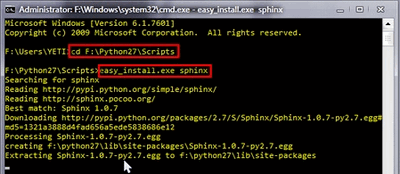 Administrator: F:\Windows\system32\cmd.exe - easy_install.exe sphinx
Microsoft Windows [Version 6.1.7601]
Copyright (c) 2009 Microsoft Corporation. All rights reserved.
F:\Users\YETI>cd F:\Python27\Scripts
F:\Python27\Scripts>easy_install.exe sphinx
Searching for sphinx
Reading http://pypi.python.org/simple/sphinx/
Reading http://sphinx.pocoo.org/
Best match: Sphinx 1.0.7
Downloading http://pypi.python.org/packages/2.7/S/Sphinx/Sphinx-1.0.7-py2.7.egg#
md5=1321a3888d4fad656a5ede5838686e12
Processing Sphinx-1.0.7-py2.7.egg
creating f:\python27\lib\site-packages\Sphinx-1.0.7-py2.7.egg
Extracting Sphinx-1.0.7-py2.7.egg to f:\python27\lib\site-packages